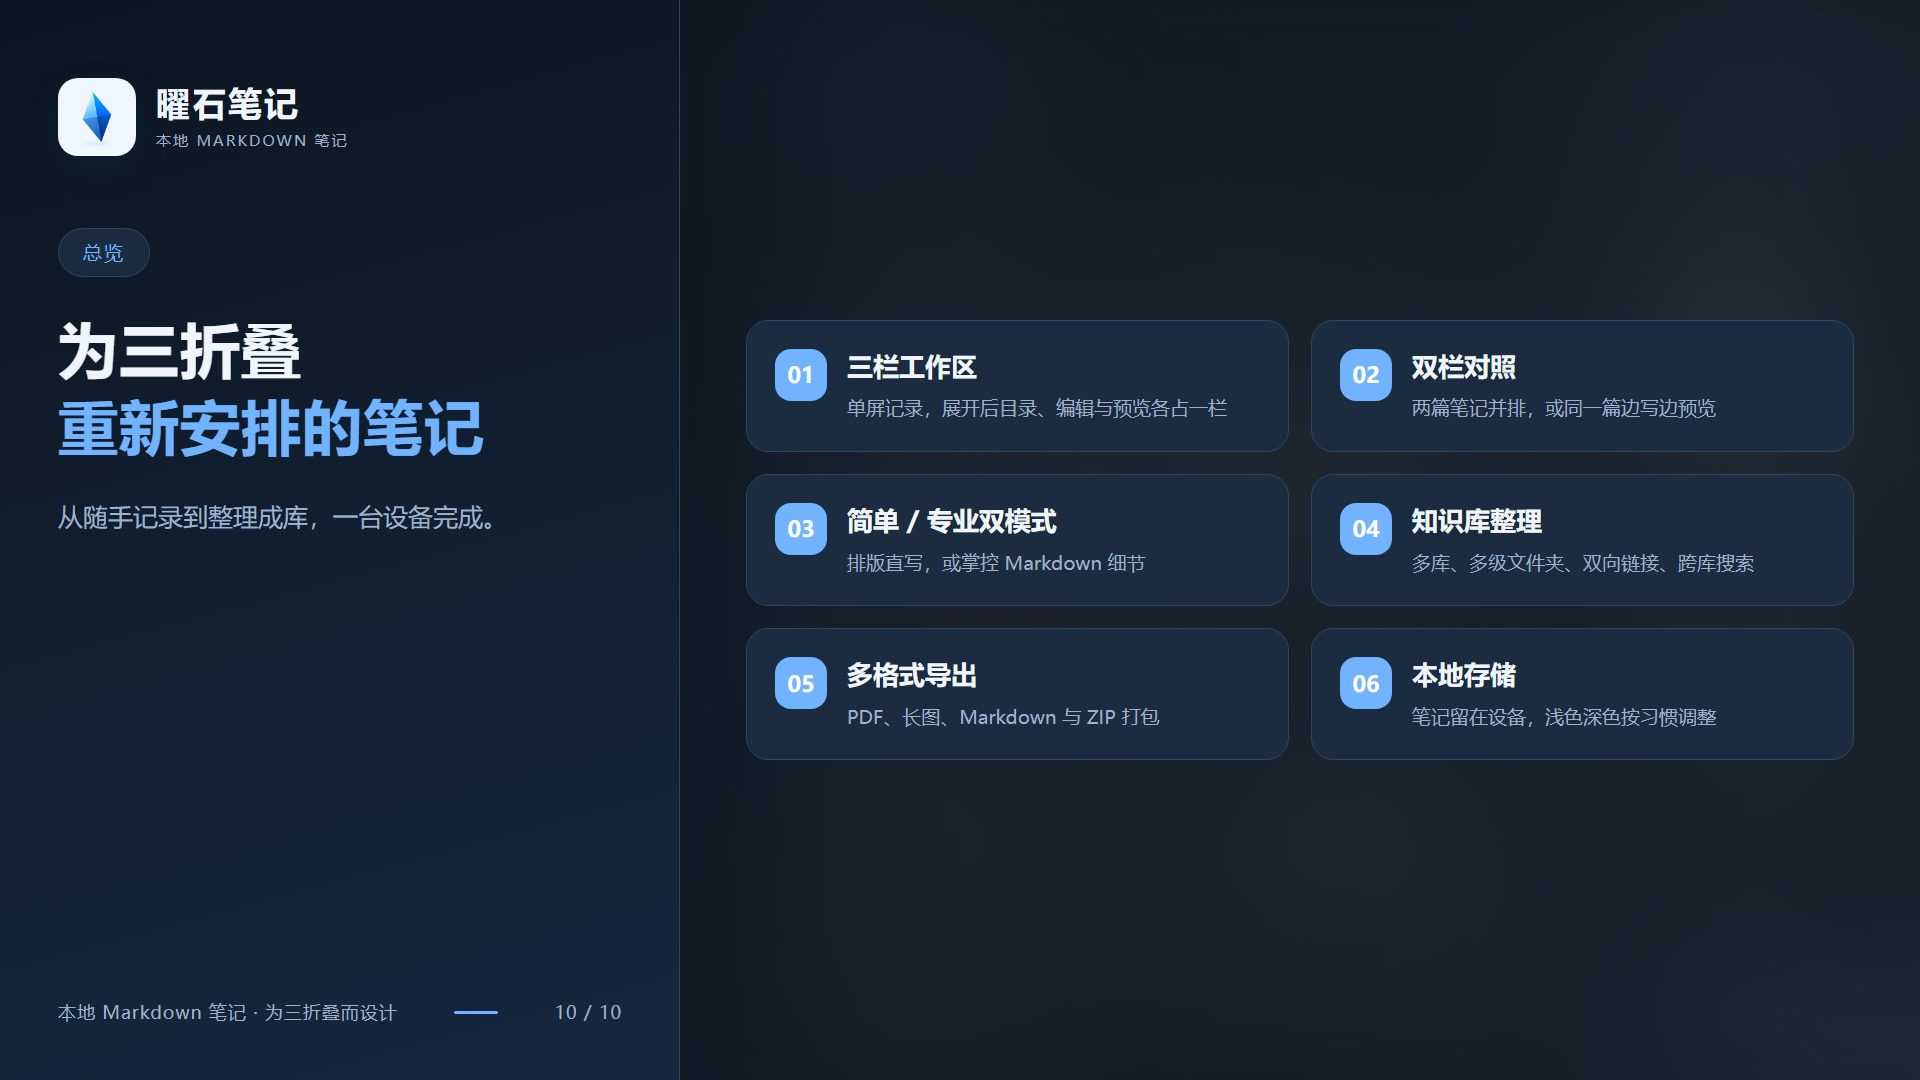 曜石笔记
本地 MARKDOWN 笔记
总览
为三折叠
重新安排的笔记
从随手记录到整理成库，一台设备完成。
本地 Markdown 笔记 · 为三折叠而设计
10 / 10
01
三栏工作区
单屏记录，展开后目录、编辑与预览各占一栏
02
双栏对照
两篇笔记并排，或同一篇边写边预览
03
简单 / 专业双模式
排版直写，或掌控 Markdown 细节
04
知识库整理
多库、多级文件夹、双向链接、跨库搜索
05
多格式导出
PDF、长图、Markdown 与 ZIP 打包
06
本地存储
笔记留在设备，浅色深色按习惯调整